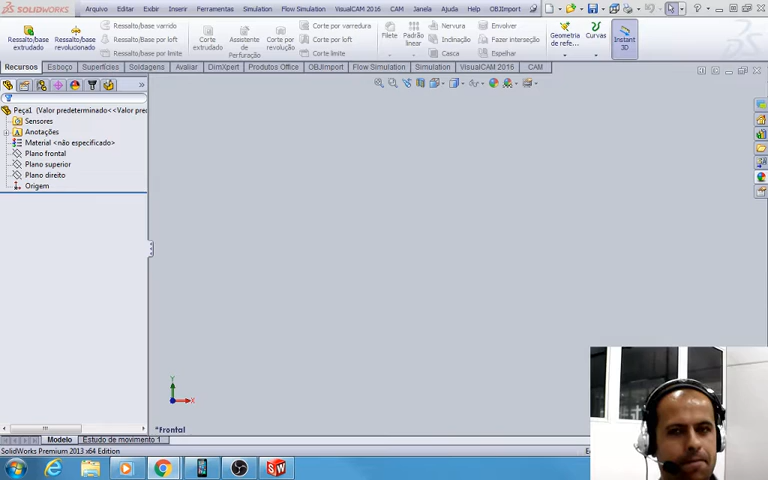 SOLIDWORKS Arquivo Editar Exibir Inserir Ferramentas Simulation Flow Simulation VisualCAM 2016 CAM Janela Ajuda Help OBJImport
Ressalto/base extrudado
Ressalto/base revolucionado
Ressalto/base varrido
Ressalto/base por loft
Ressalto/base por limite
Corte extrudado
Assistente de Perfuração
Corte por revolução
Corte por varredura
Corte por loft
Corte limite
Filete
Padrão linear
Nervura
Inclinação
Casca
Envolver
Fazer interseção
Espelhar
Geometria de refe...
Curvas
Instant 3D
Recursos Esboço Superfícies Soldagens Avaliar DimXpert Produtos Office OBJImport Flow Simulation Simulation VisualCAM 2016 CAM
Peça1 (Valor predeterminado<<Valor pred
Sensores
Anotações
Material <não especificado>
Plano frontal
Plano superior
Plano direito
Origem
Y
X
*Frontal
Modelo Estudo de movimento 1
SolidWorks Premium 2013 x64 Edition